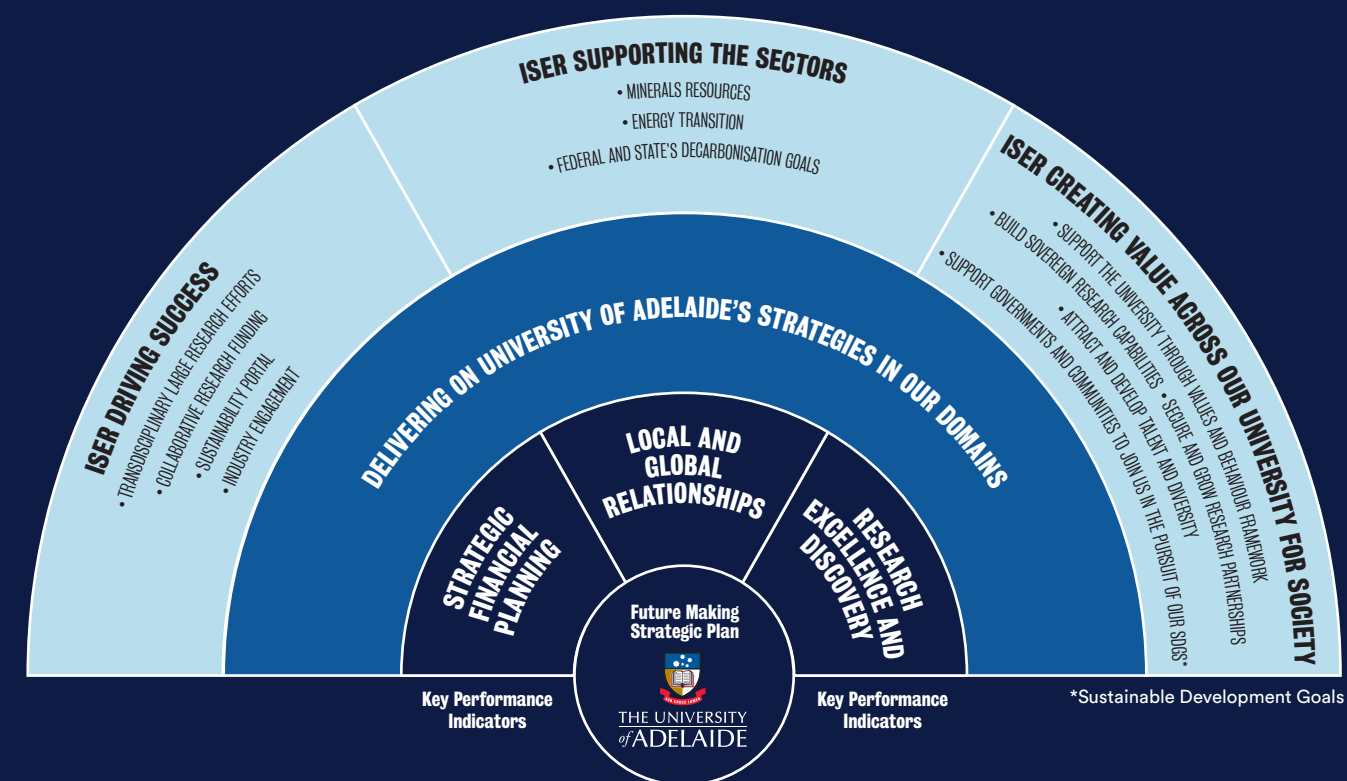 ISER SUPPORTING THE SECTORS
• MINERALS RESOURCES
• ENERGY TRANSITION
• FEDERAL AND STATE'S DECARBONISATION GOALS
ISER DRIVING SUCCESS
• TRANSDISCIPLINARY LARGE RESEARCH EFFORTS
• COLLABORATIVE RESEARCH FUNDING
• SUSTAINABILITY PORTAL
• INDUSTRY ENGAGEMENT
ISER CREATING VALUE ACROSS OUR UNIVERSITY FOR SOCIETY
• SUPPORT THE UNIVERSITY THROUGH VALUES AND BEHAVIOUR FRAMEWORK
• BUILD SOVEREIGN RESEARCH CAPABILITIES • SECURE AND GROW RESEARCH PARTNERSHIPS
• ATTRACT AND DEVELOP TALENT AND DIVERSITY
• SUPPORT GOVERNMENTS AND COMMUNITIES TO JOIN US IN THE PURSUIT OF OUR SDGS*
DELIVERING ON UNIVERSITY OF ADELAIDE'S STRATEGIES IN OUR DOMAINS
STRATEGIC
FINANCIAL
PLANNING
LOCAL AND
GLOBAL
RELATIONSHIPS
RESEARCH
EXCELLENCE AND
DISCOVERY
Future Making
Strategic Plan
THE UNIVERSITY
of ADELAIDE
Key Performance
Indicators
Key Performance
Indicators
*Sustainable Development Goals